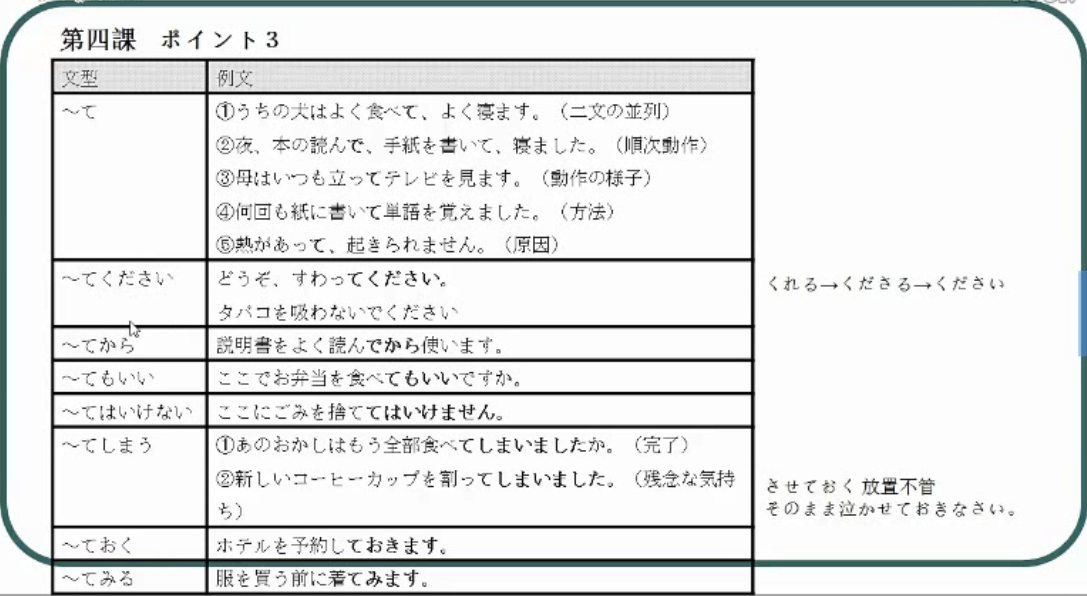 第四課　ポイント３
文型
例文
～て
①うちの犬はよく食べて、よく寝ます。（二文の並列）
②夜、本の読んで、手紙を書いて、寝ました。（順次動作）
③母はいつも立ってテレビを見ます。（動作の様子）
④何回も紙に書いて単語を覚えました。（方法）
⑤熱があって、起きられません。（原因）
～てください
どうぞ、すわってください。
タバコを吸わないでください
くれる→くださる→ください
～てから
説明書をよく読んでから使います。
～てもいい
ここでお弁当を食べてもいいですか。
～てはいけない
ここにごみを捨ててはいけません。
～てしまう
①あのおかしはもう全部食べてしまいましたか。（完了）
②新しいコーヒーカップを割ってしまいました。（残念な気持
ち）
させておく 放置不管
そのまま泣かせておきなさい。
～ておく
ホテルを予約しておきます。
～てみる
服を買う前に着てみます。